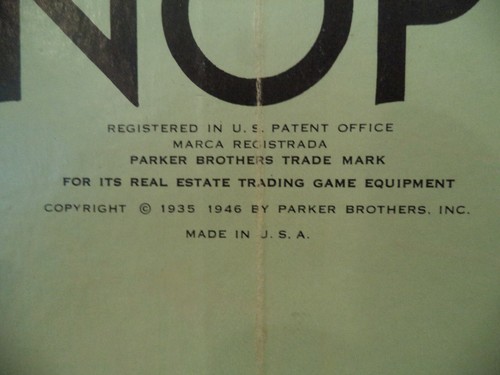 NOP
REGISTERED IN U. S. PATENT OFFICE
MARCA REGISTRADA
PARKER BROTHERS TRADE MARK
FOR ITS REAL ESTATE TRADING GAME EQUIPMENT
COPYRIGHT © 1935 1946 BY PARKER BROTHERS, INC.
MADE IN U. S. A.